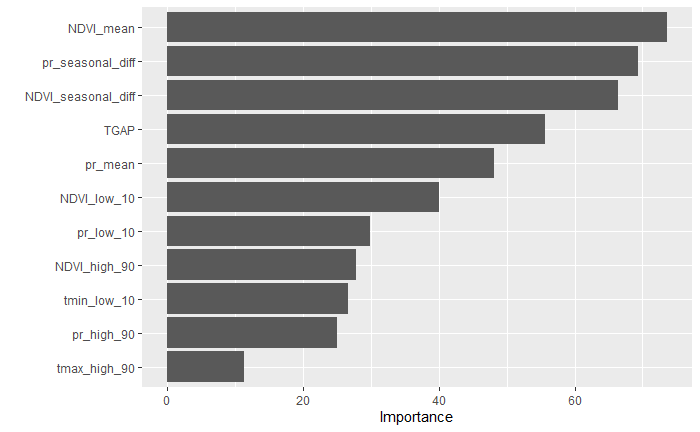 NDVI_mean
pr_seasonal_diff
NDVI_seasonal_diff
TGAP
pr_mean
NDVI_low_10
pr_low_10
NDVI_high_90
tmin_low_10
pr_high_90
tmax_high_90
0 20 40 60
Importance